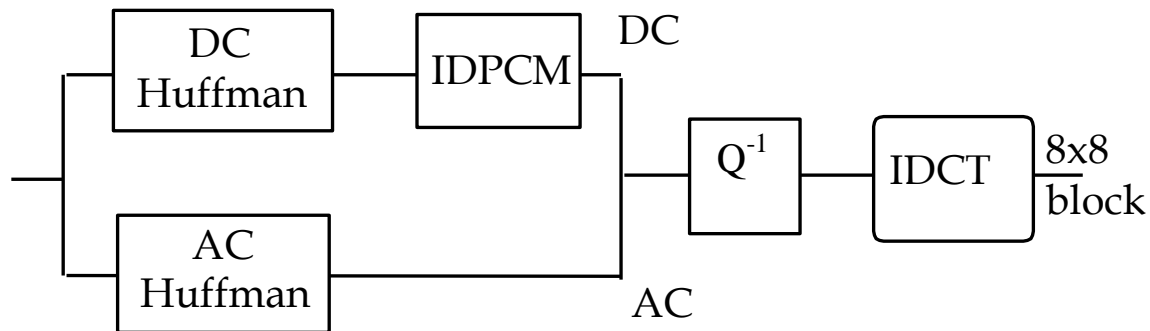 DC
Huffman
IDPCM
DC
Q⁻¹
IDCT
8x8
block
AC
Huffman
AC